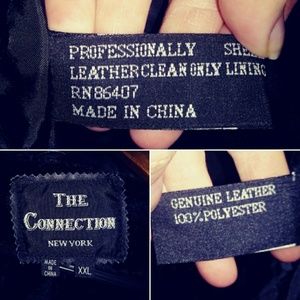 PROFESSIONALLY SHELL
LEATHER CLEAN ONLY LINING
RN 86407
MADE IN CHINA
THE
CONNECTION
NEW YORK
MADE IN
CHINA
XXL
GENUINE LEATHER
100% POLYESTER